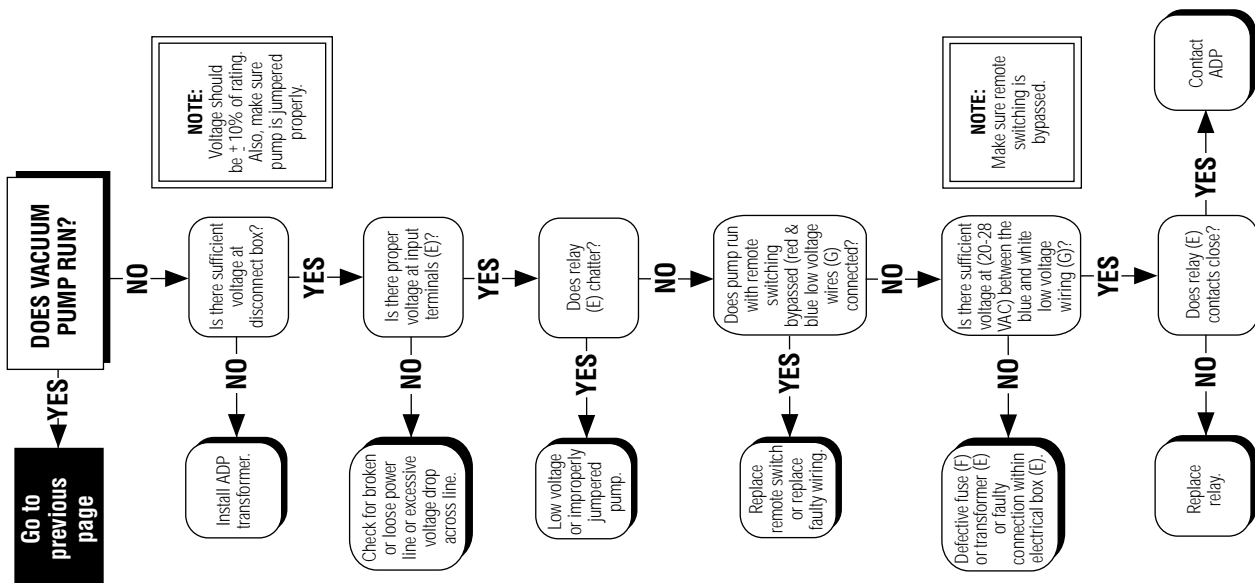 DOES VACUUM
PUMP RUN?
YES
Go to
previous
page
NO
Is there sufficient
voltage at
disconnect box?
NOTE:
Voltage should
be ± 10% of rating.
Also, make sure
pump is jumpered
properly.
NO
Install ADP
transformer.
YES
Is there proper
voltage at input
terminals (E)?
NO
Check for broken
or loose power
line or excessive
voltage drop
across line.
YES
Does relay
(E) chatter?
YES
Low voltage
or improperly
jumpered
pump.
NO
Does pump run
with remote
switching
bypassed (red &
blue low voltage
wires (G)
connected?
YES
Replace
remote switch
or replace
faulty wiring.
NO
Is there sufficient
voltage at (20-28
VAC) between the
blue and white
low voltage
wiring (G)?
NOTE:
Make sure remote
switching is
bypassed.
NO
Defective fuse (F)
or transformer (E)
or faulty
connection within
electrical box (E).
YES
Does relay (E)
contacts close?
NO
Replace
relay.
YES
Contact
ADP